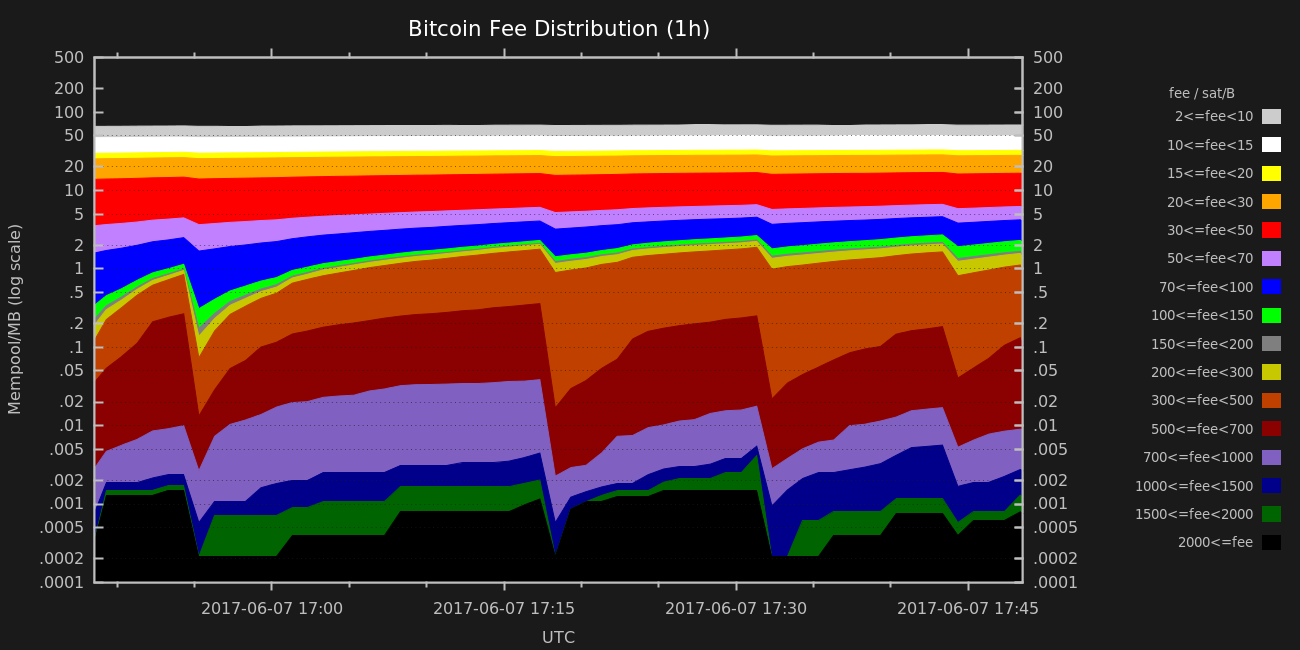 Bitcoin Fee Distribution (1h)
500
200
100
50
20
10
5
2
1
.5
.2
.1
.05
.02
.01
.005
.002
.001
.0005
.0002
.0001
Mempool/MB (log scale)
500
200
100
50
20
10
5
2
1
.5
.2
.1
.05
.02
.01
.005
.002
.001
.0005
.0002
.0001
2017-06-07 17:00
2017-06-07 17:15
2017-06-07 17:30
2017-06-07 17:45
UTC
fee / sat/B
2<=fee<10
10<=fee<15
15<=fee<20
20<=fee<30
30<=fee<50
50<=fee<70
70<=fee<100
100<=fee<150
150<=fee<200
200<=fee<300
300<=fee<500
500<=fee<700
700<=fee<1000
1000<=fee<1500
1500<=fee<2000
2000<=fee